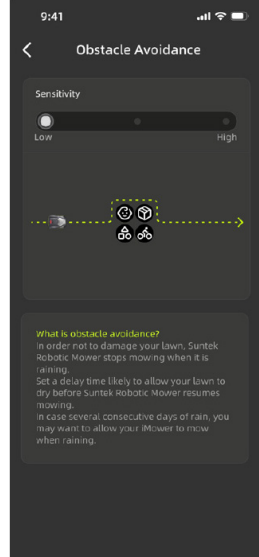 9:41
Obstacle Avoidance
Sensitivity
Low High
What is obstacle avoidance?
In order not to damage your lawn, Suntek
Robotic Mower stops mowing when it is
raining.
Set a delay time likely to allow your lawn to
dry before Suntek Robotic Mower resumes
mowing.
In case several consecutive days of rain, you
may want to allow your iMower to mow
when raining.